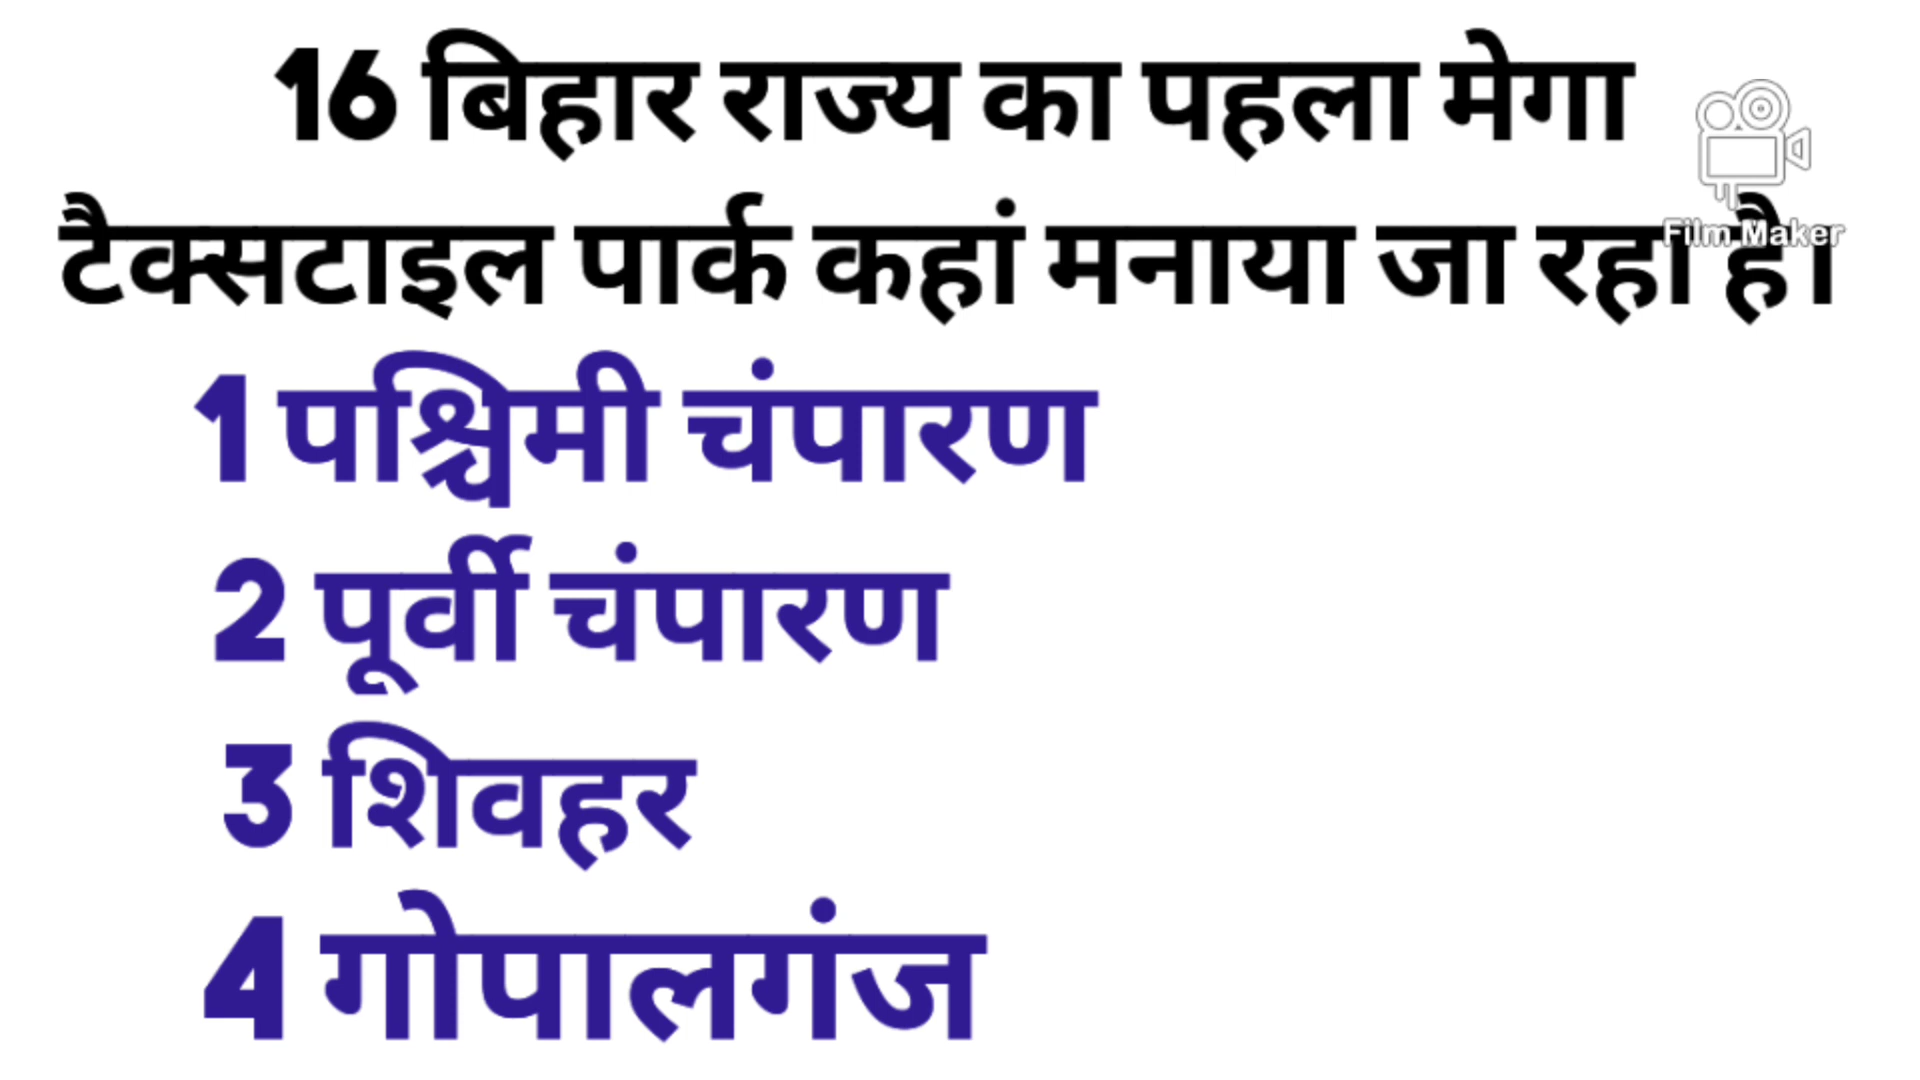 16 बिहार राज्य का पहला मेगा
टैक्सटाइल पार्क कहां मनाया जा रहा है।
Film Maker
1 पश्चिमी चंपारण
2 पूर्वी चंपारण
3 शिवहर
4 गोपालगंज